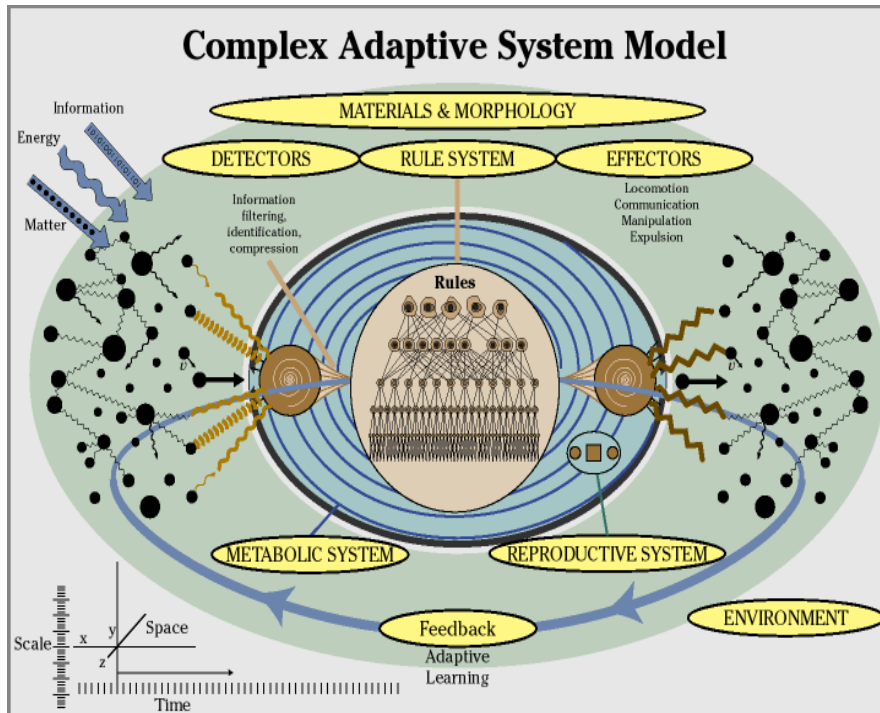 Complex Adaptive System Model
MATERIALS & MORPHOLOGY
Information
Energy
Matter
DETECTORS
RULE SYSTEM
EFFECTORS
Information
filtering,
identification,
compression
Locomotion
Communication
Manipulation
Expulsion
Rules
v
v
METABOLIC SYSTEM
REPRODUCTIVE SYSTEM
ENVIRONMENT
Feedback
Adaptive
Learning
Scale
x
y
z
Space
Time